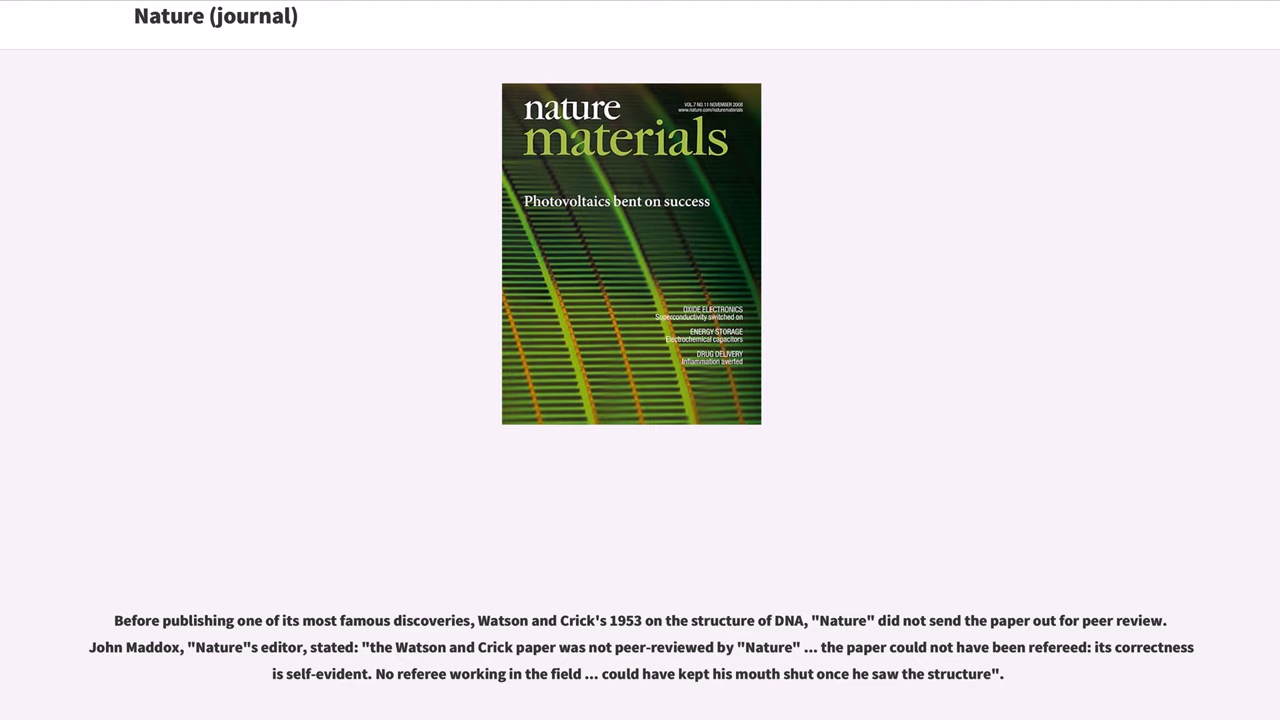 Nature (journal)
nature
VOL.7 NO.11 NOVEMBER 2008
www.nature.com/naturematerials
materials
Photovoltaics bent on success
OXIDE ELECTRONICS
Superconductivity switched on
ENERGY STORAGE
Electrochemical capacitors
DRUG DELIVERY
Inflammation averted
Before publishing one of its most famous discoveries, Watson and Crick's 1953 on the structure of DNA, "Nature" did not send the paper out for peer review.
John Maddox, "Nature"s editor, stated: "the Watson and Crick paper was not peer-reviewed by "Nature" ... the paper could not have been refereed: its correctness
is self-evident. No referee working in the field ... could have kept his mouth shut once he saw the structure".